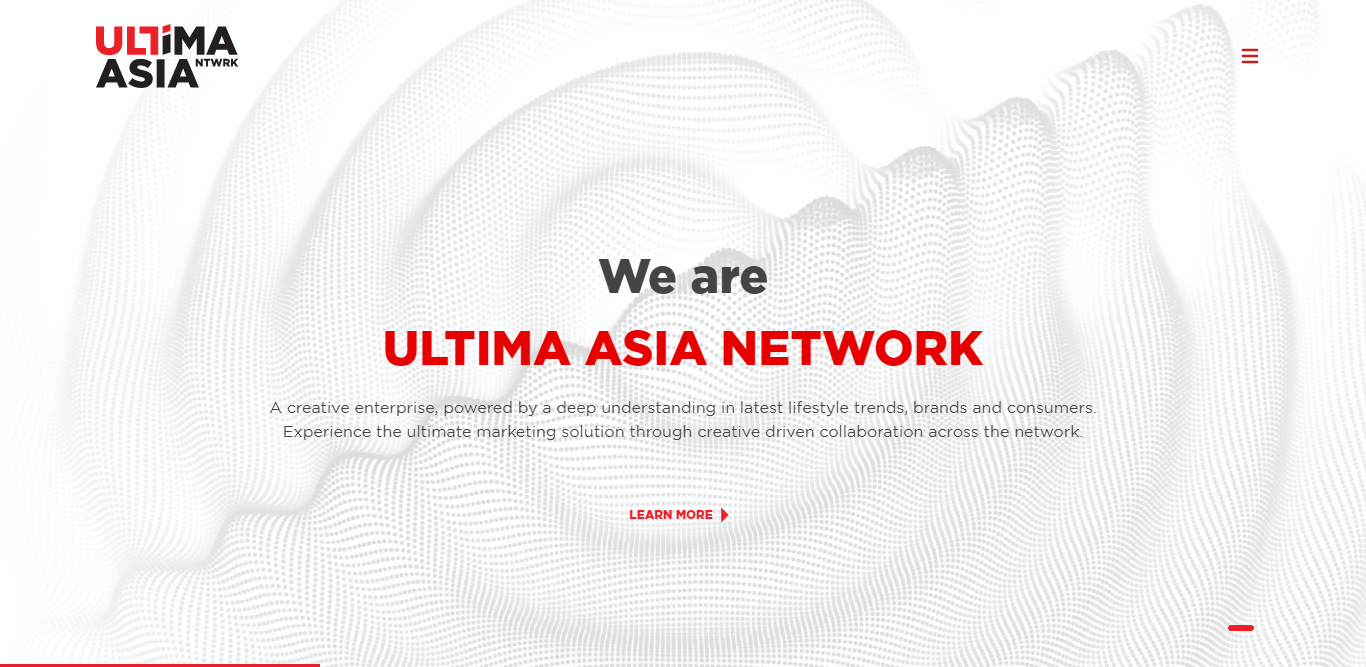 ULTiMA
ASIA NTWRK
We are
ULTIMA ASIA NETWORK
A creative enterprise, powered by a deep understanding in latest lifestyle trends, brands and consumers.
Experience the ultimate marketing solution through creative driven collaboration across the network.
LEARN MORE